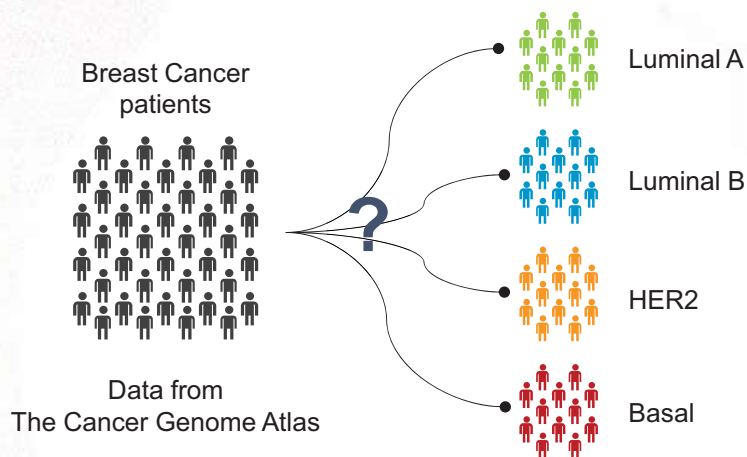 Breast Cancer
patients
Data from
The Cancer Genome Atlas
?
Luminal A
Luminal B
HER2
Basal